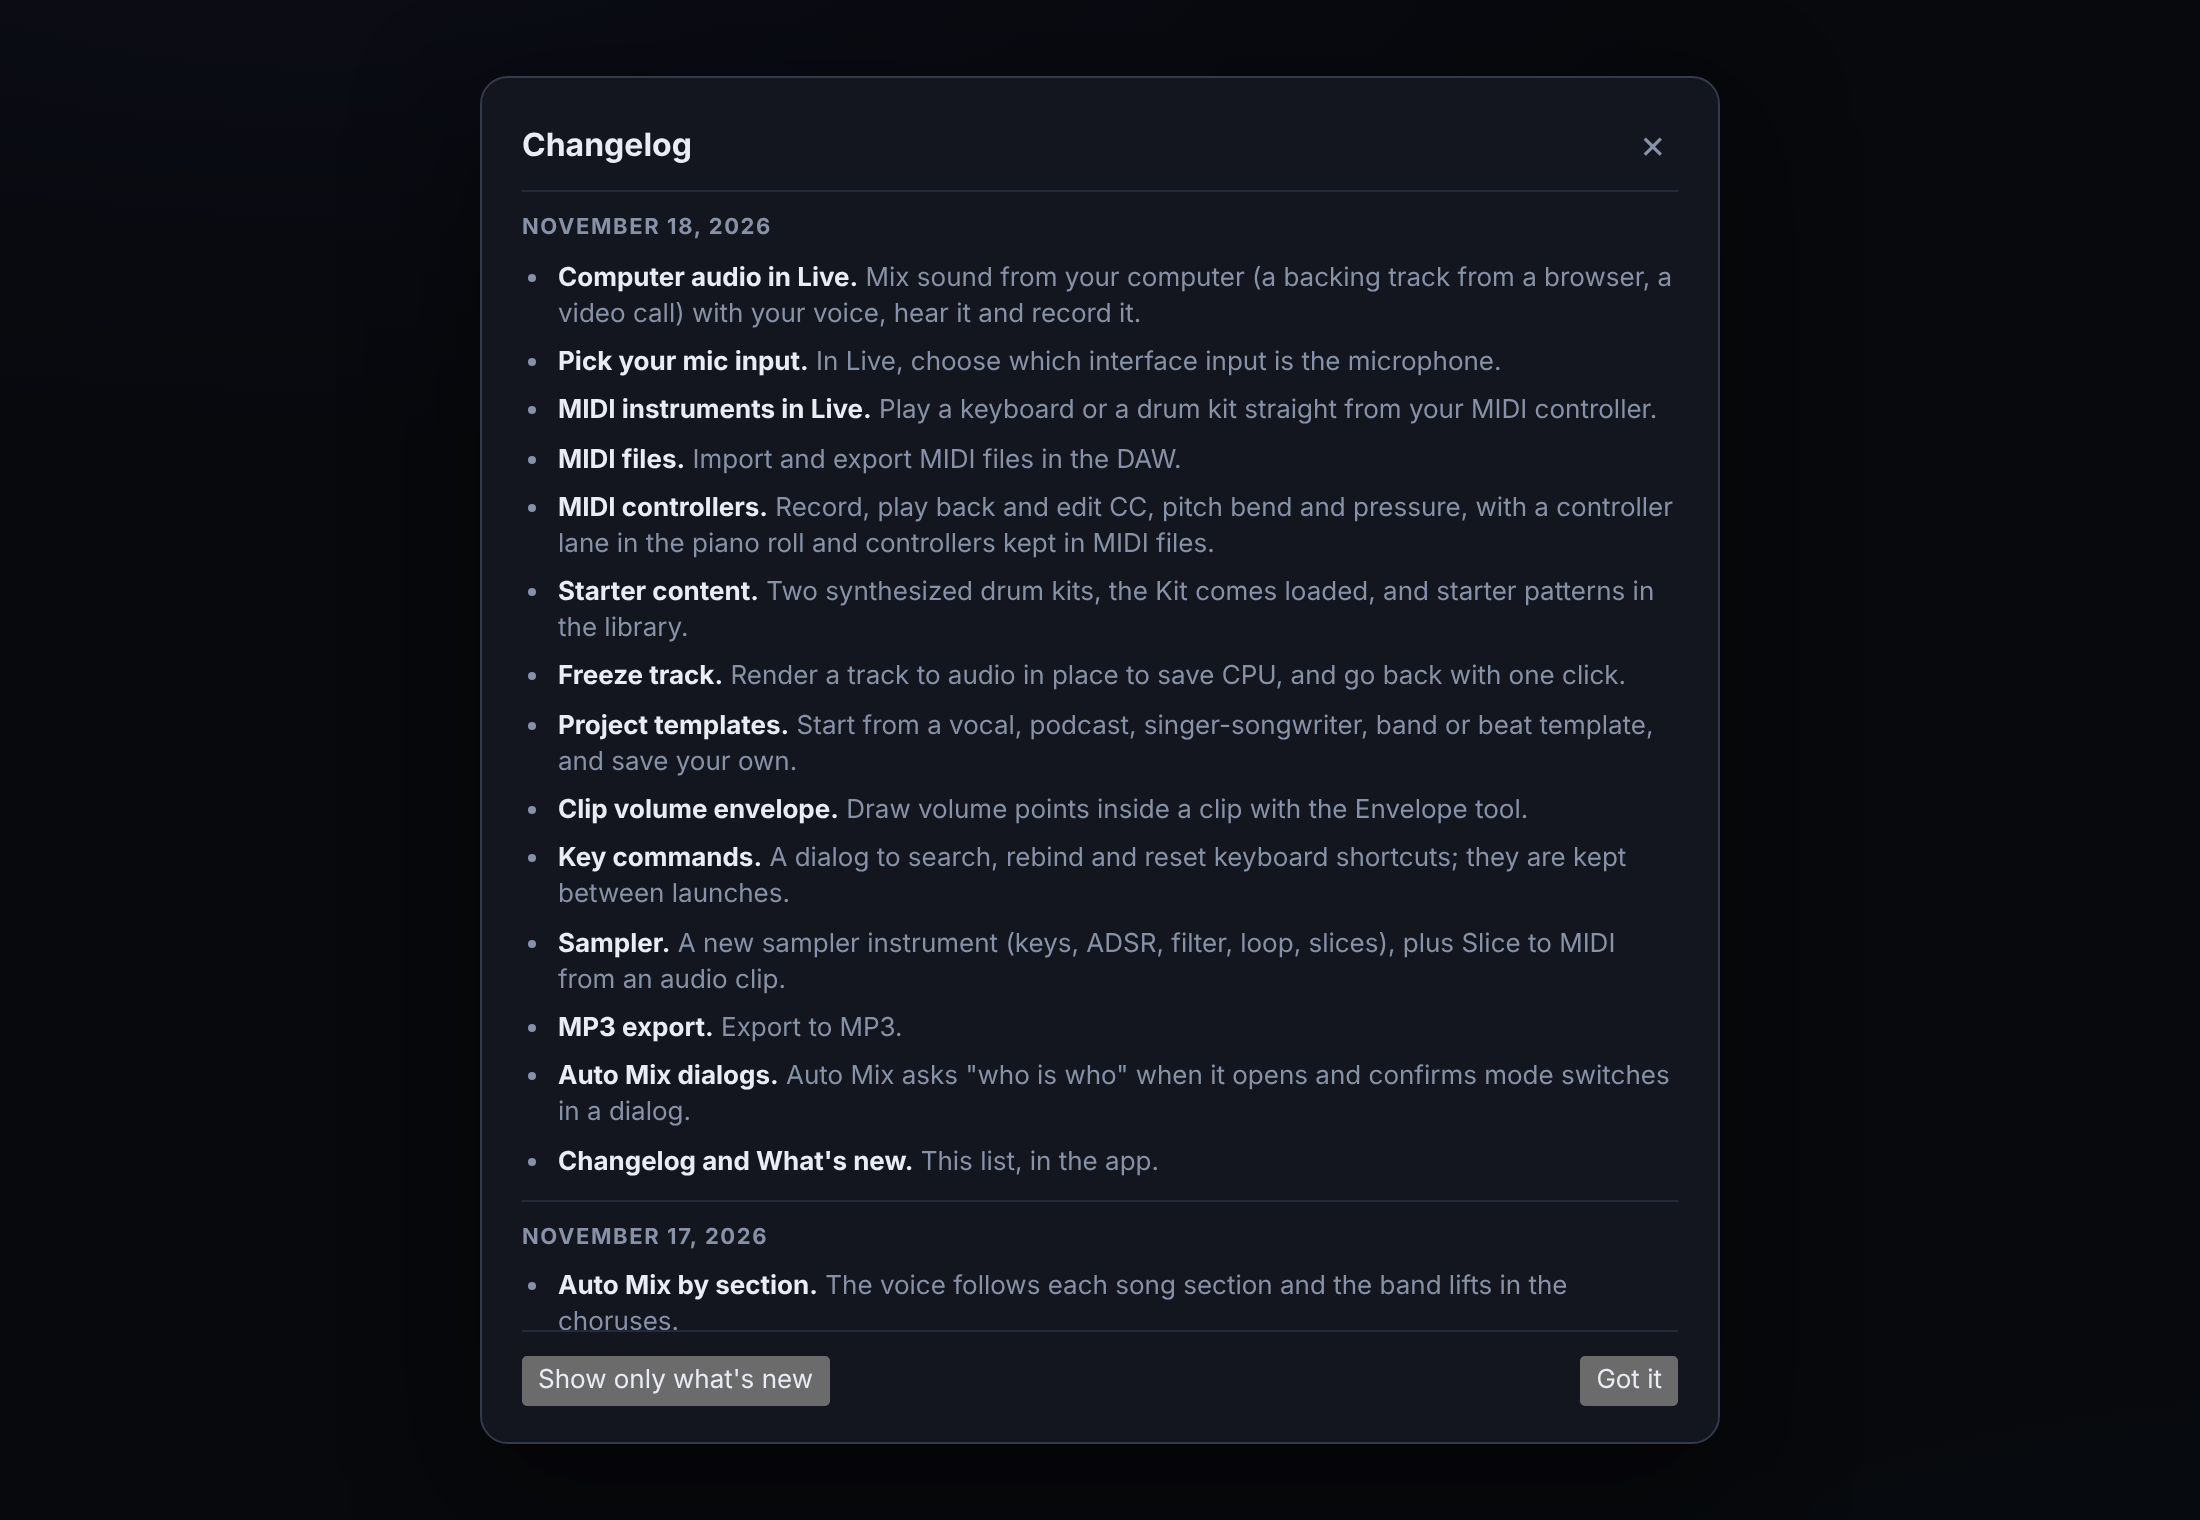 Changelog
NOVEMBER 18, 2026
Computer audio in Live. Mix sound from your computer (a backing track from a browser, a
video call) with your voice, hear it and record it.
Pick your mic input. In Live, choose which interface input is the microphone.
MIDI instruments in Live. Play a keyboard or a drum kit straight from your MIDI controller.
MIDI files. Import and export MIDI files in the DAW.
MIDI controllers. Record, play back and edit CC, pitch bend and pressure, with a controller
lane in the piano roll and controllers kept in MIDI files.
Starter content. Two synthesized drum kits, the Kit comes loaded, and starter patterns in
the library.
Freeze track. Render a track to audio in place to save CPU, and go back with one click.
Project templates. Start from a vocal, podcast, singer-songwriter, band or beat template,
and save your own.
Clip volume envelope. Draw volume points inside a clip with the Envelope tool.
Key commands. A dialog to search, rebind and reset keyboard shortcuts; they are kept
between launches.
Sampler. A new sampler instrument (keys, ADSR, filter, loop, slices), plus Slice to MIDI
from an audio clip.
MP3 export. Export to MP3.
Auto Mix dialogs. Auto Mix asks "who is who" when it opens and confirms mode switches
in a dialog.
Changelog and What's new. This list, in the app.
NOVEMBER 17, 2026
Auto Mix by section. The voice follows each song section and the band lifts in the
choruses.
Show only what's new
Got it